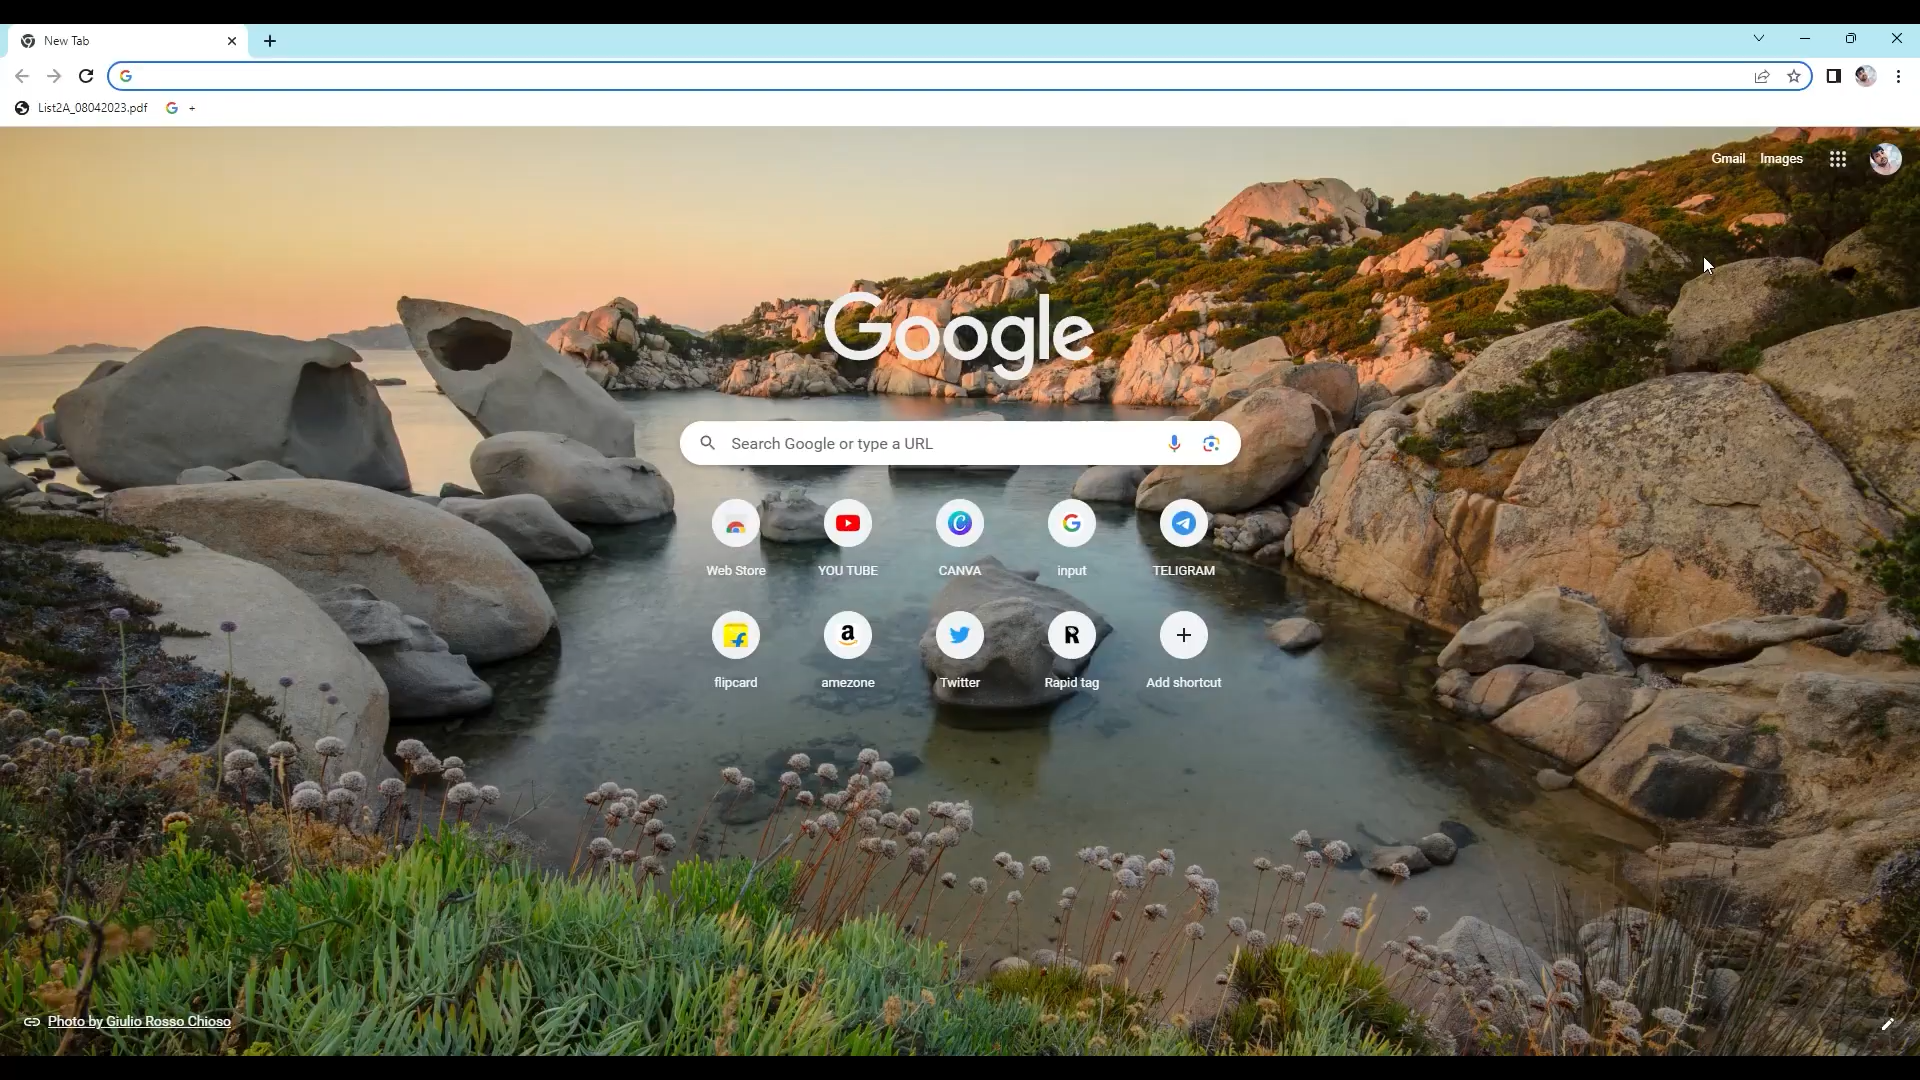 New Tab
List2A_08042023.pdf
Gmail Images
Google
Search Google or type a URL
Web Store YOU TUBE CANVA input TELIGRAM
flipcard amezone Twitter Rapid tag Add shortcut
Photo by Giulio Rosso Chioso